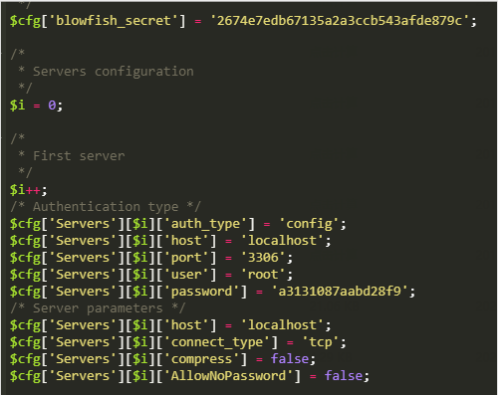 */
$cfg['blowfish_secret'] = '2674e7edb67135a2a3ccb543afde879c';
/*
* Servers configuration
*/
$i = 0;
/*
* First server
*/
$i++;
/* Authentication type */
$cfg['Servers'][$i]['auth_type'] = 'config';
$cfg['Servers'][$i]['host'] = 'localhost';
$cfg['Servers'][$i]['port'] = '3306';
$cfg['Servers'][$i]['user'] = 'root';
$cfg['Servers'][$i]['password'] = 'a3131087aabd28f9';
/* Server parameters */
$cfg['Servers'][$i]['host'] = 'localhost';
$cfg['Servers'][$i]['connect_type'] = 'tcp';
$cfg['Servers'][$i]['compress'] = false;
$cfg['Servers'][$i]['AllowNoPassword'] = false;